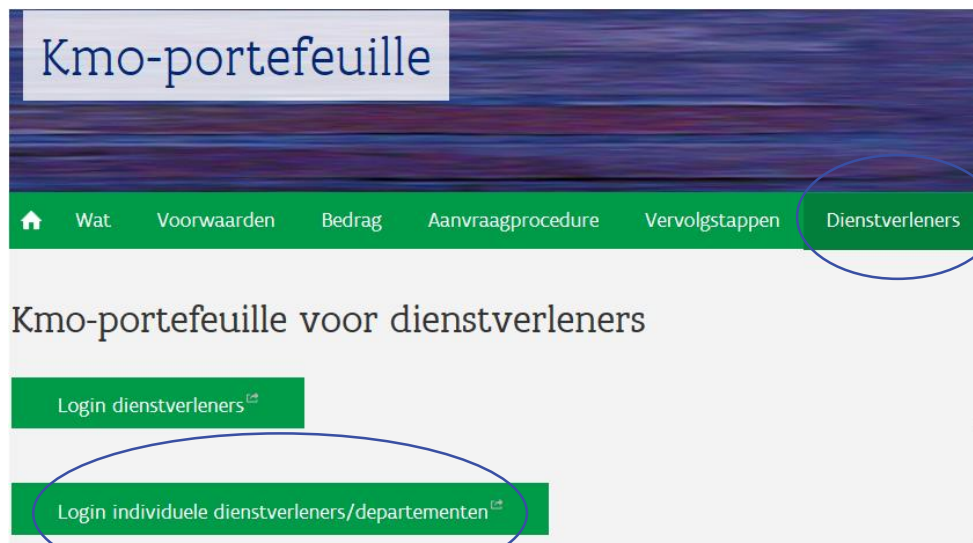 Kmo-portefeuille
Wat Voorwaarden Bedrag Aanvraagprocedure Vervolgstappen Dienstverleners
Kmo-portefeuille voor dienstverleners
Login dienstverleners
Login individuele dienstverleners/departementen